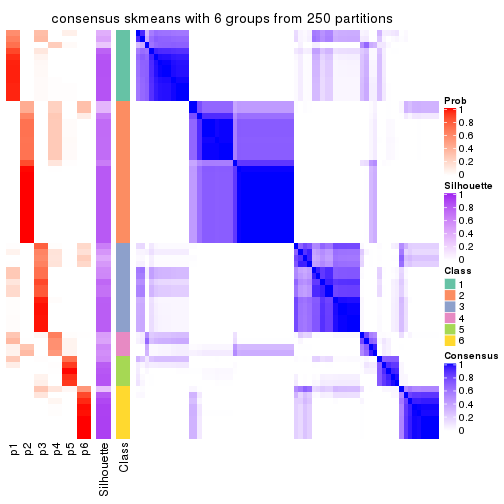 consensus skmeans with 6 groups from 250 partitions
Prob
1
0.8
0.6
0.4
0.2
0
Silhouette
1
0.8
0.6
0.4
0.2
0
Class
1
2
3
4
5
6
Consensus
1
0.8
0.6
0.4
0.2
0
p1
p2
p3
p4
p5
p6
Silhouette
Class